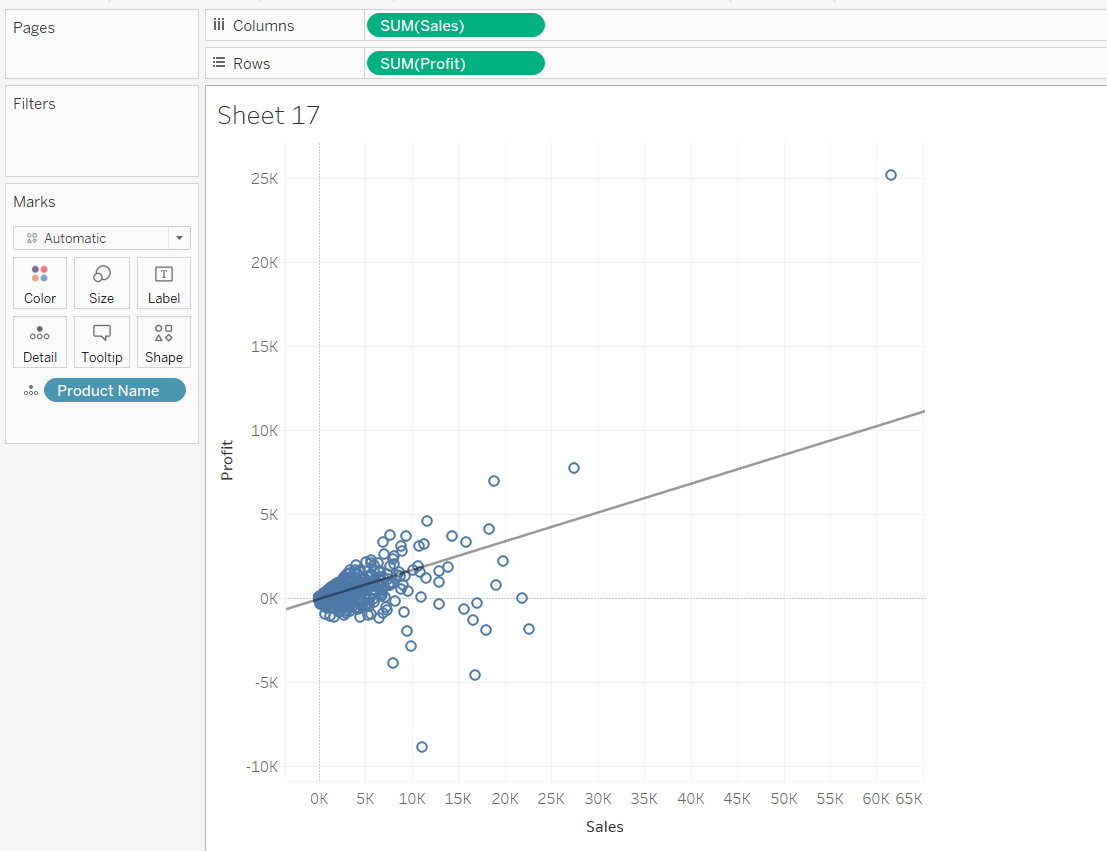 Pages
Columns SUM(Sales)
Rows SUM(Profit)
Filters
Sheet 17
Marks
Automatic
Color Size Label
Detail Tooltip Shape
Product Name
25K
20K
15K
10K
5K
0K
-5K
-10K
Profit
0K 5K 10K 15K 20K 25K 30K 35K 40K 45K 50K 55K 60K 65K
Sales